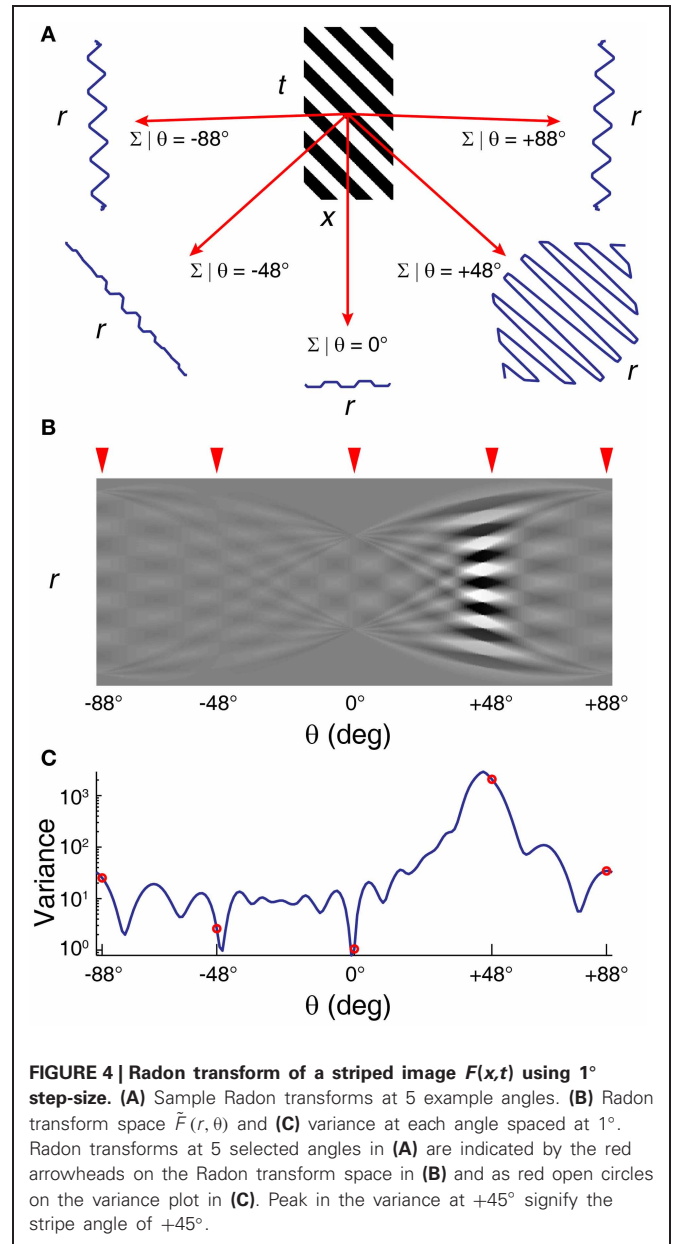 A
t
r
r
Σ | θ = -88°
Σ | θ = +88°
x
Σ | θ = -48°
Σ | θ = +48°
r
Σ | θ = 0°
r
r
B
r
-88° -48° 0° +48° +88°
θ (deg)
C
Variance
10³
10²
10¹
10⁰
-88° -48° 0° +48° +88°
θ (deg)
FIGURE 4 | Radon transform of a striped image F(x,t) using 1°
step-size. (A) Sample Radon transforms at 5 example angles. (B) Radon
transform space F̃ (r, θ) and (C) variance at each angle spaced at 1°.
Radon transforms at 5 selected angles in (A) are indicated by the red
arrowheads on the Radon transform space in (B) and as red open circles
on the variance plot in (C). Peak in the variance at +45° signify the
stripe angle of +45°.